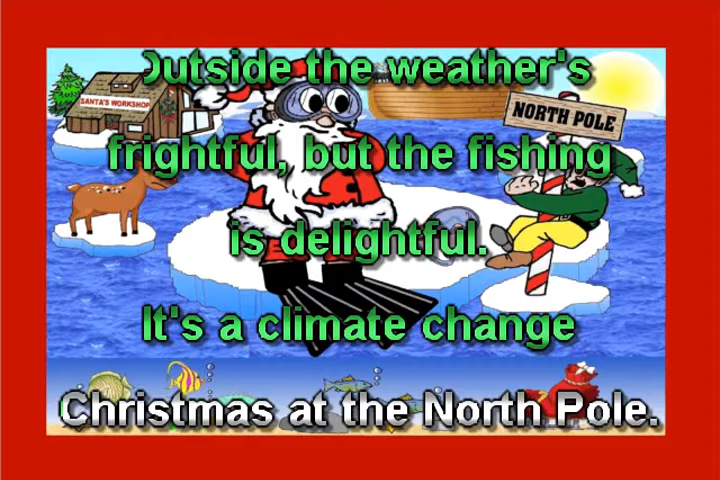 Outside the weather's
frightful, but the fishing
is delightful.
It's a climate change
Christmas at the North Pole.
SANTA'S WORKSHOP
NORTH POLE